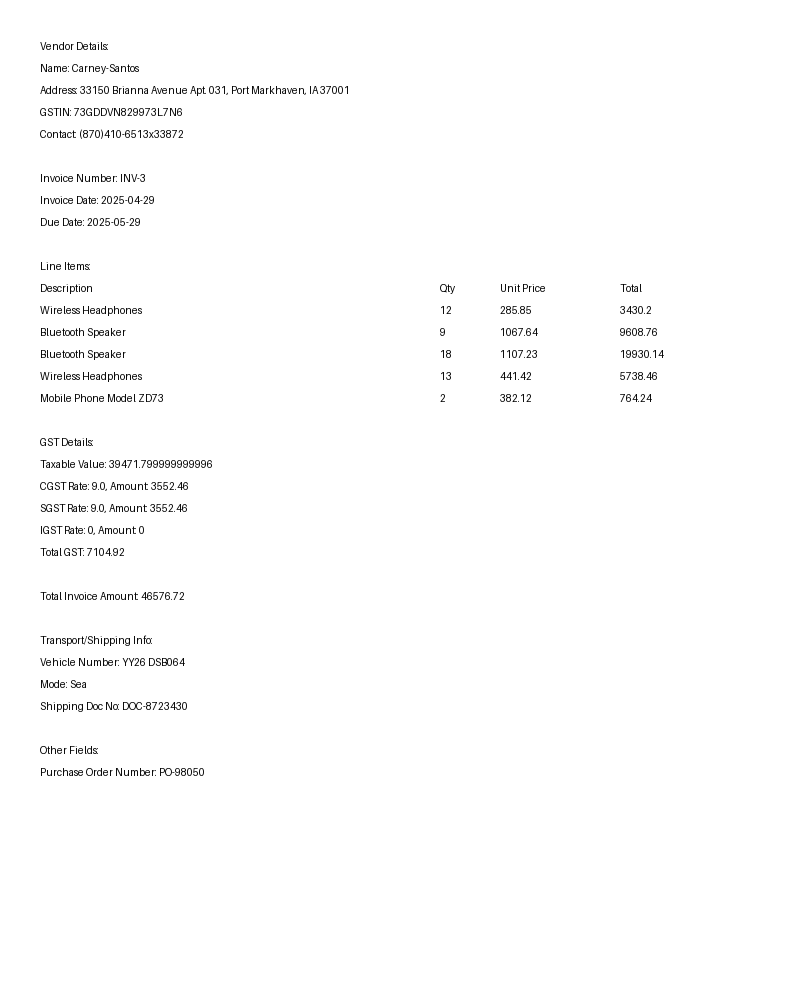 Vendor Details:
Name: Carney-Santos
Address: 33150 Brianna Avenue Apt. 031, Port Markhaven, IA 37001
GSTIN: 73GDDVN829973L7N6
Contact: (870)410-6513x33872
Invoice Number: INV-3
Invoice Date: 2025-04-29
Due Date: 2025-05-29
Line Items:
Description Qty Unit Price Total
Wireless Headphones 12 285.85 3430.2
Bluetooth Speaker 9 1067.64 9608.76
Bluetooth Speaker 18 1107.23 19930.14
Wireless Headphones 13 441.42 5738.46
Mobile Phone Model ZD73 2 382.12 764.24
GST Details:
Taxable Value: 39471.799999999996
CGST Rate: 9.0, Amount: 3552.46
SGST Rate: 9.0, Amount: 3552.46
IGST Rate: 0, Amount: 0
Total GST: 7104.92
Total Invoice Amount: 46576.72
Transport/Shipping Info:
Vehicle Number: YY26 DSB064
Mode: Sea
Shipping Doc No: DOC-8723430
Other Fields:
Purchase Order Number: PO-98050